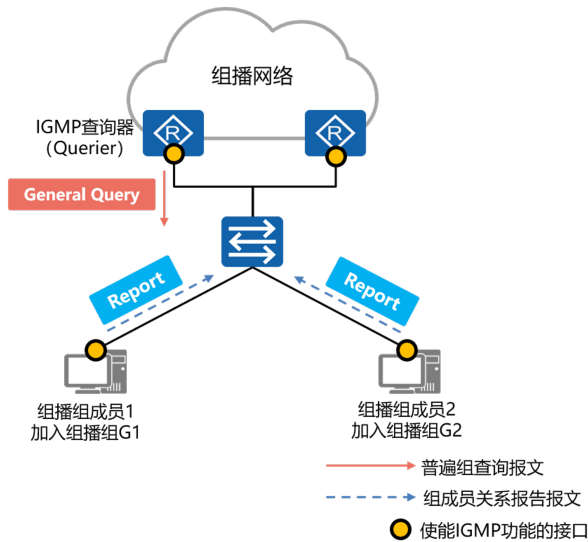 组播网络
IGMP查询器
（Querier）
R
R
General Query
Report
Report
组播组成员1
加入组播组G1
组播组成员2
加入组播组G2
普遍组查询报文
组成员关系报告报文
使能IGMP功能的接口